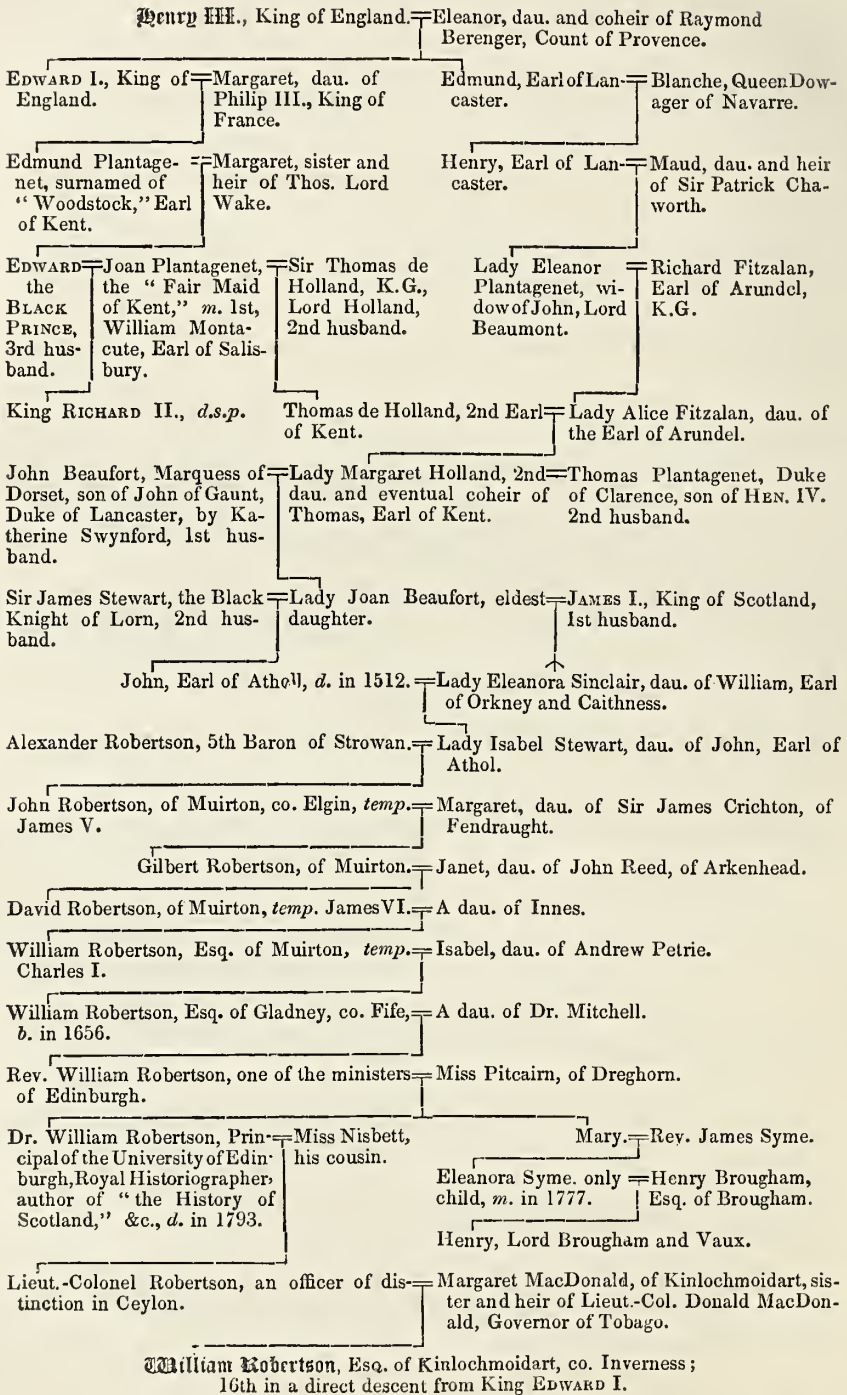 Henry III., King of England.=Eleanor, dau. and coheir of Raymond
Berenger, Count of Provence.
EDWARD I., King of=Margaret, dau. of
England.
Philip III., King of
France.
Edmund, Earl of Lan-=Blanche, Queen Dow-
caster.
ager of Navarre.
Edmund Plantage-=Margaret, sister and
net, surnamed of
heir of Thos. Lord
"Woodstock," Earl
Wake.
of Kent.
Henry, Earl of Lan-=Maud, dau. and heir
caster.
of Sir Patrick Cha-
worth.
EDWARD=Joan Plantagenet,=Sir Thomas de
the
BLACK
PRINCE,
3rd hus-
band.
the "Fair Maid
of Kent," m. 1st,
William Monta-
cute, Earl of Salis-
bury.
Holland, K.G.,
Lord Holland,
2nd husband.
Lady Eleanor=Richard Fitzalan,
Plantagenet, wi-
dow of John, Lord
Beaumont.
Earl of Arundel,
K.G.
King RICHARD II., d.s.p.
Thomas de Holland, 2nd Earl=Lady Alice Fitzalan, dau. of
of Kent.
the Earl of Arundel.
John Beaufort, Marquess of=Lady Margaret Holland, 2nd=Thomas Plantagenet, Duke
Dorset, son of John of Gaunt,
Duke of Lancaster, by Ka-
therine Swynford, 1st hus-
band.
dau. and eventual coheir of
Thomas, Earl of Kent.
of Clarence, son of HEN. IV.
2nd husband.
Sir James Stewart, the Black=Lady Joan Beaufort, eldest=JAMES I., King of Scotland,
Knight of Lorn, 2nd hus-
band.
daughter.
1st husband.
John, Earl of Atholl, d. in 1512.=Lady Eleanora Sinclair, dau. of William, Earl
of Orkney and Caithness.
Alexander Robertson, 5th Baron of Strowan.=Lady Isabel Stewart, dau. of John, Earl of
Athol.
John Robertson, of Muirton, co. Elgin, temp.=Margaret, dau. of Sir James Crichton, of
James V.
Fendraught.
Gilbert Robertson, of Muirton.=Janet, dau. of John Reed, of Arkenhead.
David Robertson, of Muirton, temp. James VI.=A dau. of Innes.
William Robertson, Esq. of Muirton, temp.=Isabel, dau. of Andrew Petrie.
Charles I.
William Robertson, Esq. of Gladney, co. Fife,=A dau. of Dr. Mitchell.
b. in 1656.
Rev. William Robertson, one of the ministers=Miss Pitcairn, of Dreghorn.
of Edinburgh.
Dr. William Robertson, Prin-=Miss Nisbett,
cipal of the University of Edin-
burgh, Royal Historiographer,
author of "the History of
Scotland," &c., d. in 1793.
his cousin.
Mary.=Rev. James Syme.
Eleanora Syme. only=Henry Brougham,
child, m. in 1777.
Esq. of Brougham.
Henry, Lord Brougham and Vaux.
Lieut.-Colonel Robertson, an officer of dis-=Margaret MacDonald, of Kinlochmoidart, sis-
tinction in Ceylon.
ter and heir of Lieut.-Col. Donald MacDon-
ald, Governor of Tobago.
William Robertson, Esq. of Kinlochmoidart, co. Inverness;
16th in a direct descent from King EDWARD I.